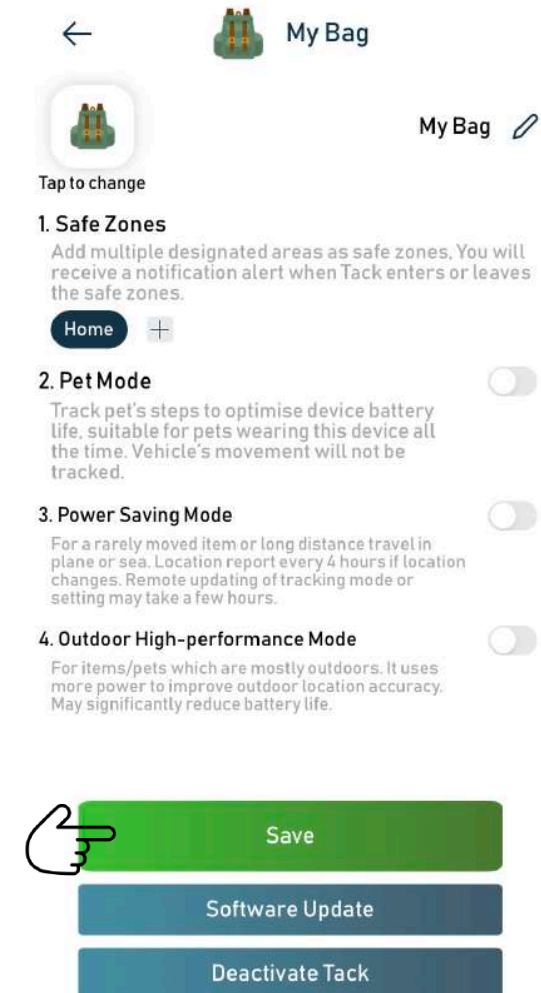 My Bag
My Bag
Tap to change
1. Safe Zones
Add multiple designated areas as safe zones, You will
receive a notification alert when Tack enters or leaves
the safe zones.
Home +
2. Pet Mode
Track pet's steps to optimise device battery
life, suitable for pets wearing this device all
the time. Vehicle's movement will not be
tracked.
3. Power Saving Mode
For a rarely moved item or long distance travel in
plane or sea. Location report every 4 hours if location
changes. Remote updating of tracking mode or
setting may take a few hours.
4. Outdoor High-performance Mode
For items/pets which are mostly outdoors. It uses
more power to improve outdoor location accuracy.
May significantly reduce battery life.
Save
Software Update
Deactivate Tack